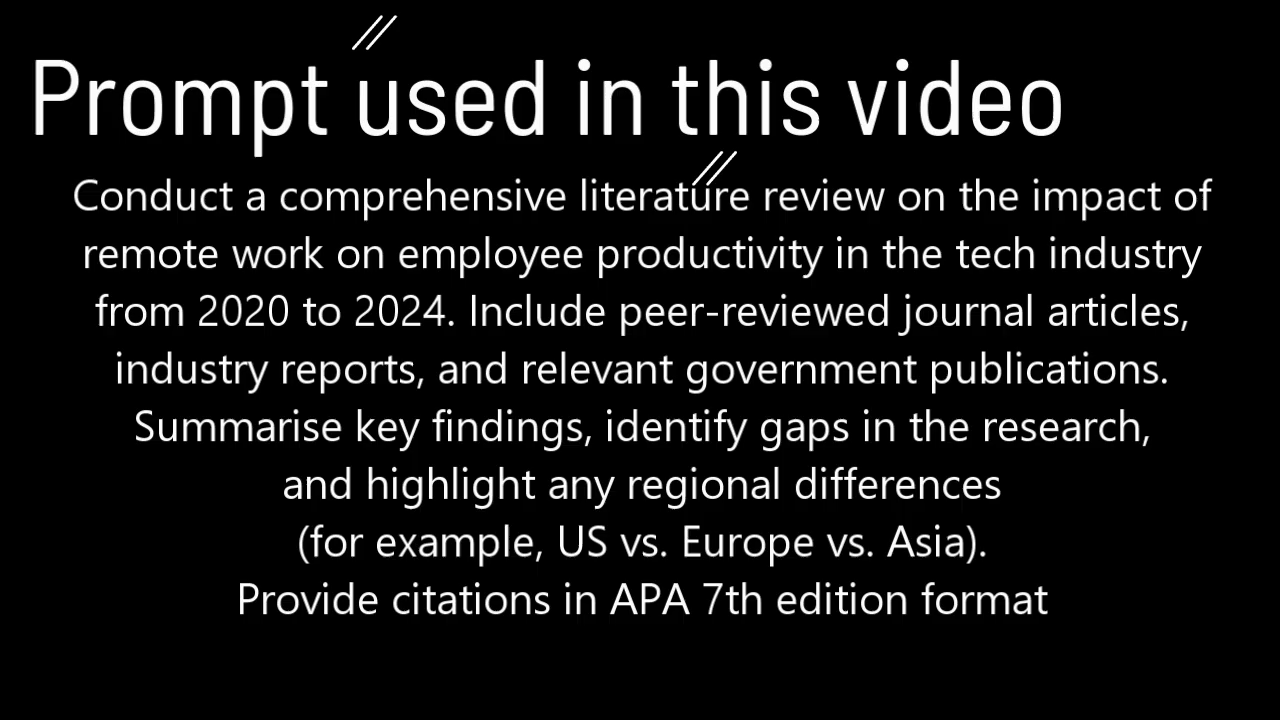 Prompt used in this video
Conduct a comprehensive literature review on the impact of
remote work on employee productivity in the tech industry
from 2020 to 2024. Include peer-reviewed journal articles,
industry reports, and relevant government publications.
Summarise key findings, identify gaps in the research,
and highlight any regional differences
(for example, US vs. Europe vs. Asia).
Provide citations in APA 7th edition format